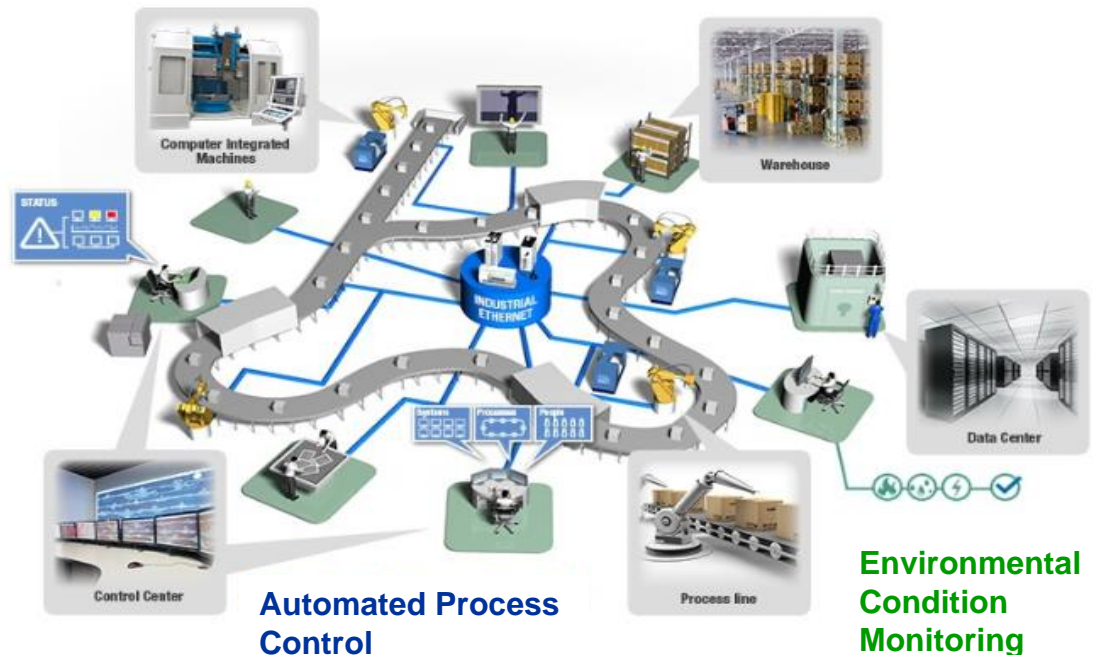 Computer Integrated
Machines
Warehouse
STATUS
INDUSTRIAL
ETHERNET
Systems
Processes
People
Data Center
Control Center
Process line
Automated Process
Control
Environmental
Condition
Monitoring